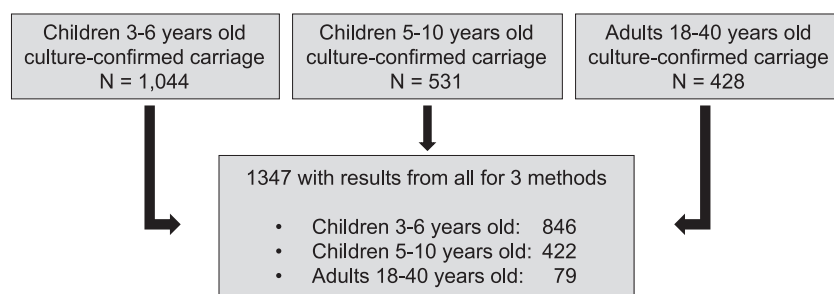 Children 3-6 years old
culture-confirmed carriage
N = 1,044
Children 5-10 years old
culture-confirmed carriage
N = 531
Adults 18-40 years old
culture-confirmed carriage
N = 428
1347 with results from all for 3 methods
• Children 3-6 years old: 846
• Children 5-10 years old: 422
• Adults 18-40 years old: 79